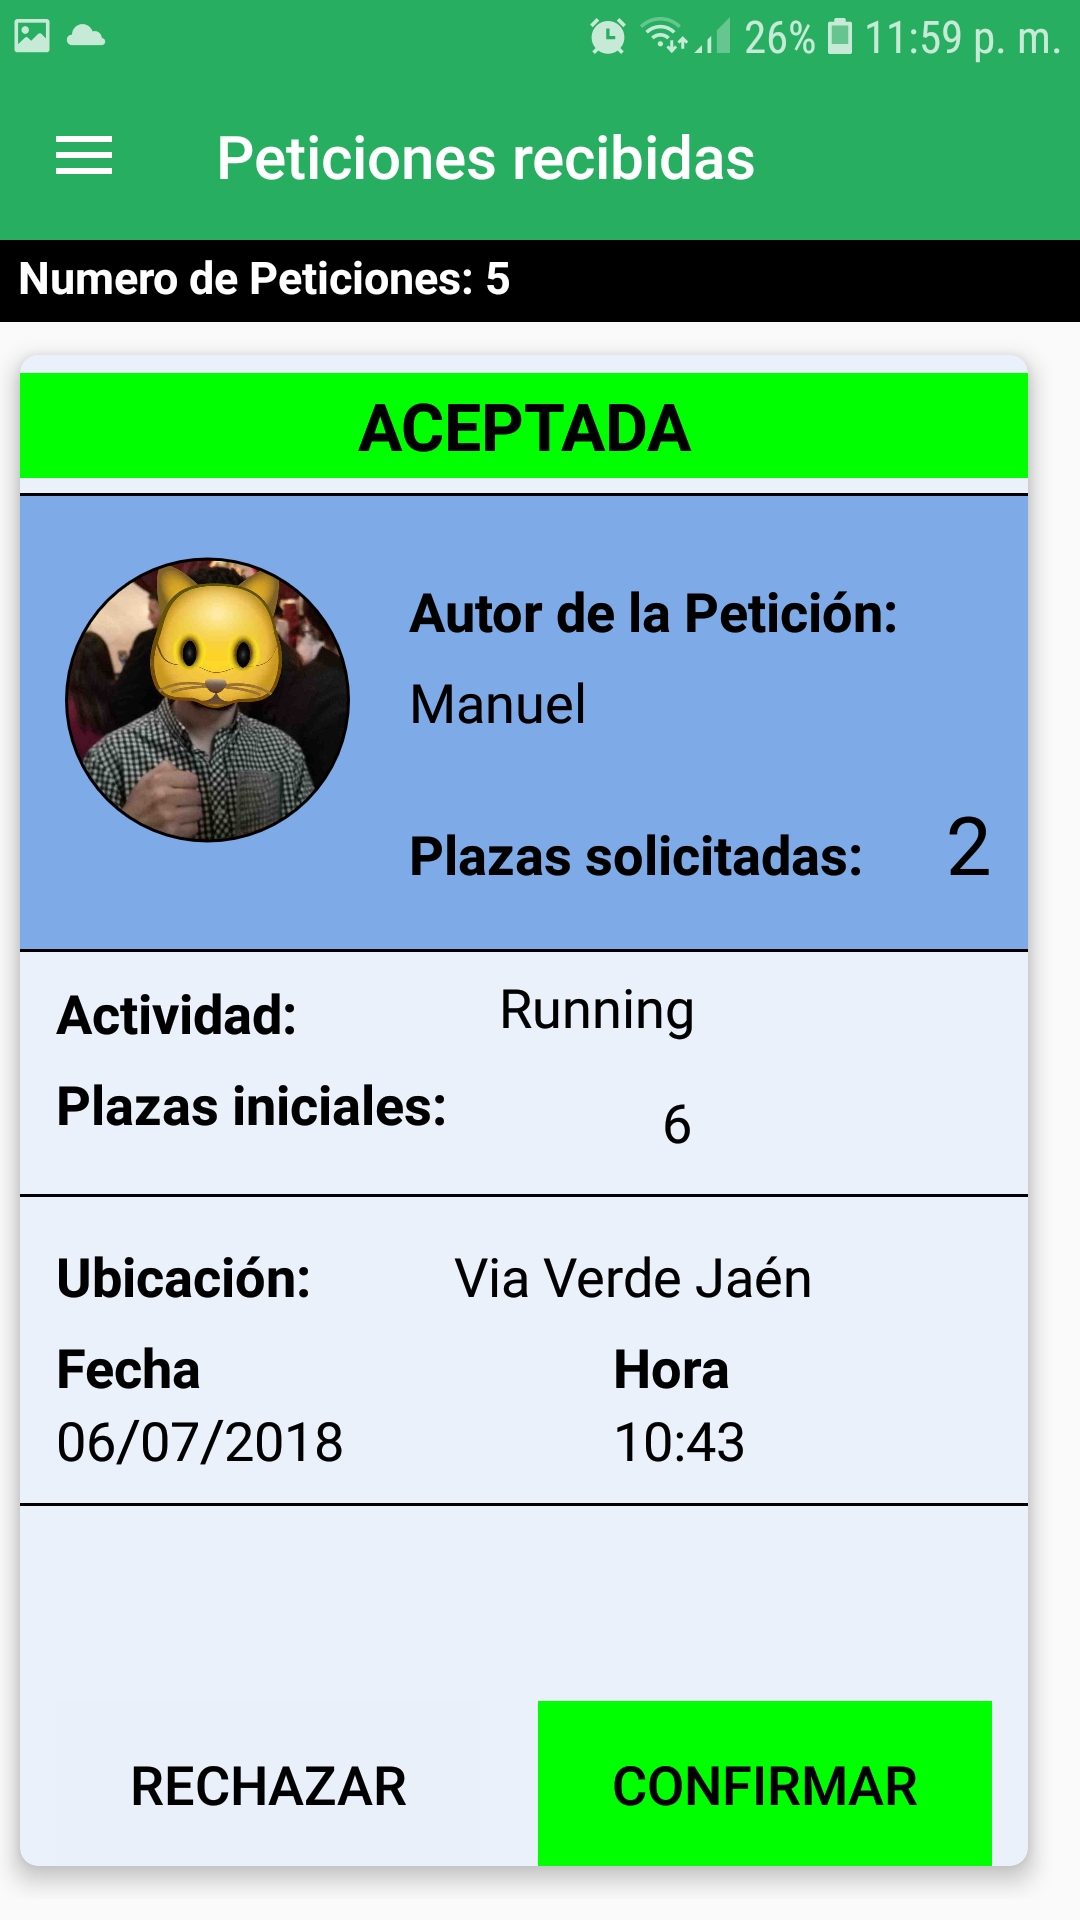 26% 11:59 p. m.
Peticiones recibidas
Numero de Peticiones: 5
ACEPTADA
Autor de la Petición:
Manuel
Plazas solicitadas: 2
Actividad: Running
Plazas iniciales: 6
Ubicación: Via Verde Jaén
Fecha Hora
06/07/2018 10:43
RECHAZAR CONFIRMAR